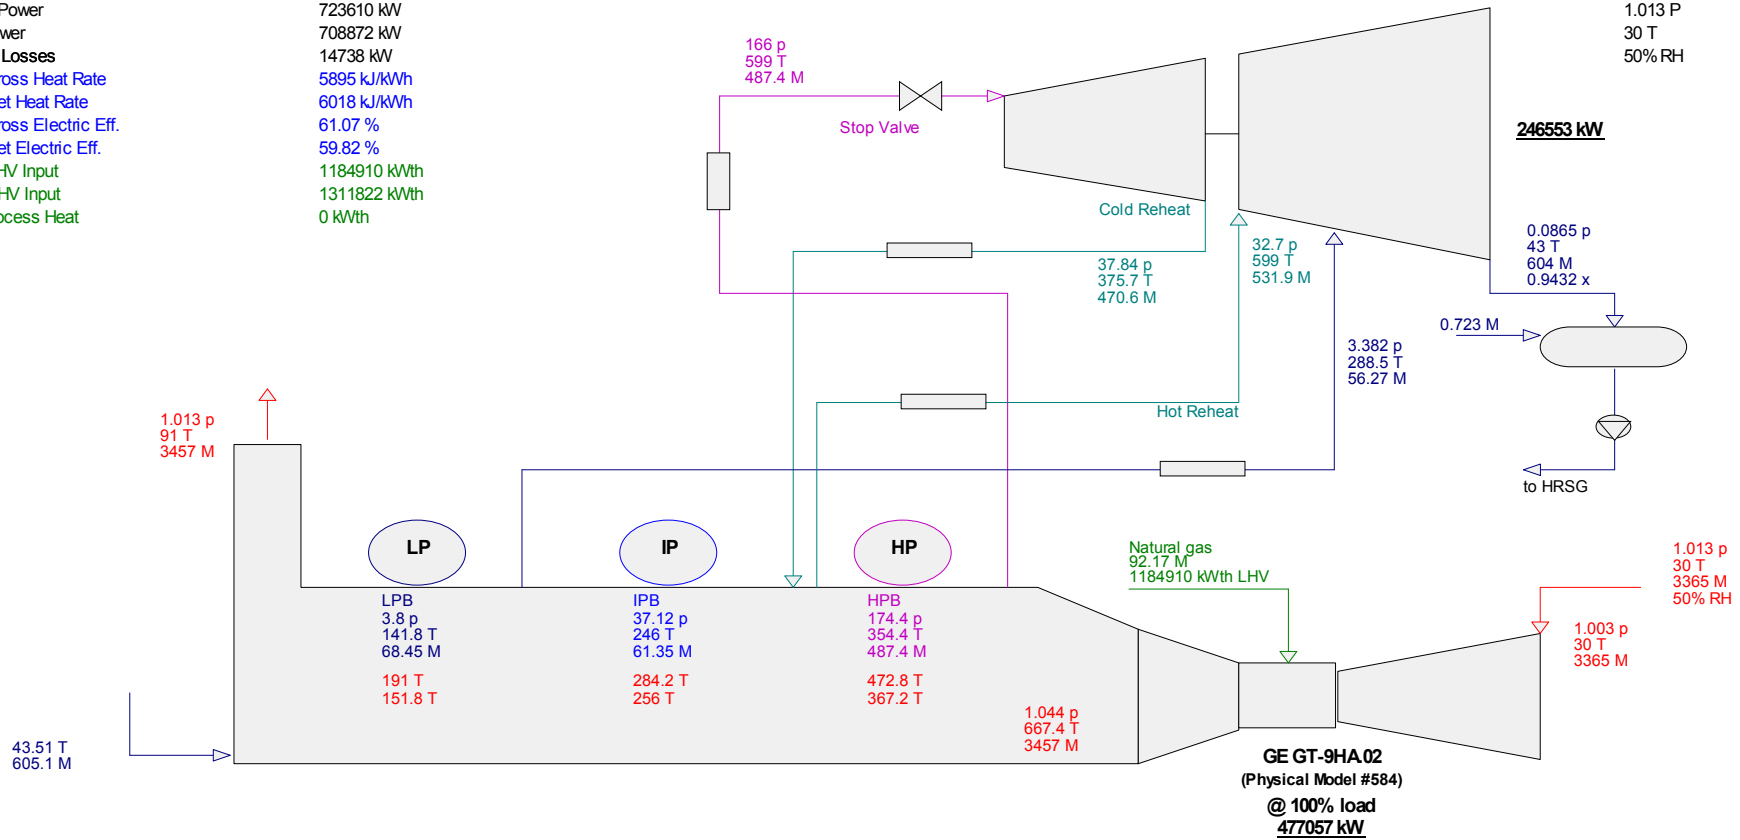 Power 723610 kW
wer 708872 kW
Losses 14738 kW
ross Heat Rate 5895 kJ/kWh
et Heat Rate 6018 kJ/kWh
ross Electric Eff. 61.07 %
et Electric Eff. 59.82 %
HV Input 1184910 kWth
HV Input 1311822 kWth
ocess Heat 0 kWth
1.013 P
30 T
50% RH
166 p
599 T
487.4 M
Stop Valve
246553 kW
Cold Reheat
37.84 p
375.7 T
470.6 M
32.7 p
599 T
531.9 M
0.0865 p
43 T
604 M
0.9432 x
0.723 M
3.382 p
288.5 T
56.27 M
Hot Reheat
to HRSG
1.013 p
91 T
3457 M
LP
IP
HP
LPB
3.8 p
141.8 T
68.45 M
191 T
151.8 T
IPB
37.12 p
246 T
61.35 M
284.2 T
256 T
HPB
174.4 p
354.4 T
487.4 M
472.8 T
367.2 T
1.044 p
667.4 T
3457 M
Natural gas
92.17 M
1184910 kWth LHV
1.013 p
30 T
3365 M
50% RH
1.003 p
30 T
3365 M
43.51 T
605.1 M
GE GT-9HA.02
(Physical Model #584)
@ 100% load
477057 kW